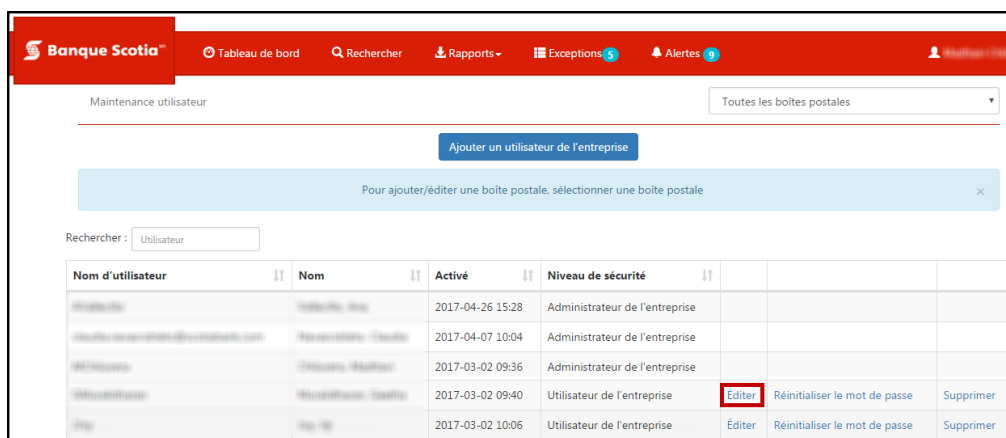 Banque Scotia MC Tableau de bord Rechercher Rapports Exceptions 5 Alertes 9
Maintenance utilisateur Toutes les boîtes postales
Ajouter un utilisateur de l'entreprise
Pour ajouter/éditer une boîte postale, sélectionner une boîte postale ×
Rechercher : Utilisateur
Nom d'utilisateur Nom Activé Niveau de sécurité
2017-04-26 15:28 Administrateur de l'entreprise
2017-04-07 10:04 Administrateur de l'entreprise
2017-03-02 09:36 Administrateur de l'entreprise
2017-03-02 09:40 Utilisateur de l'entreprise Éditer Réinitialiser le mot de passe Supprimer
2017-03-02 10:06 Utilisateur de l'entreprise Éditer Réinitialiser le mot de passe Supprimer